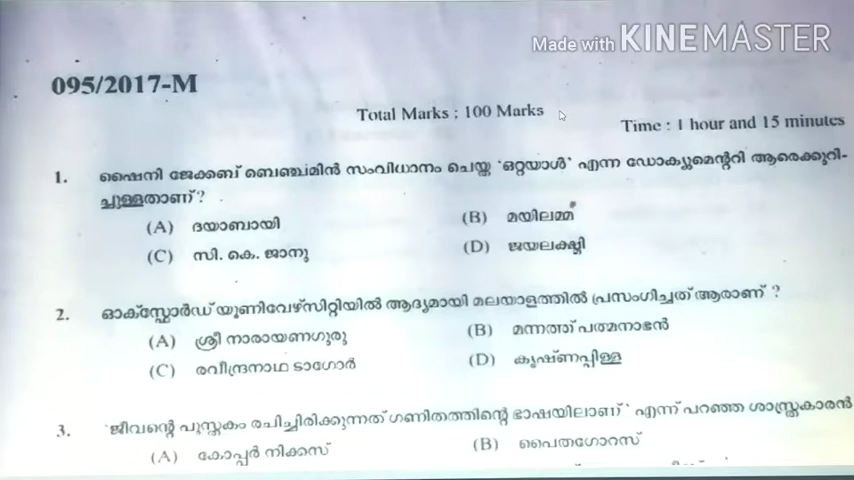 Made with KINEMASTER
095/2017-M
Total Marks : 100 Marks
Time : 1 hour and 15 minutes
1. ഷൈനി ജേക്കബ് ബെഞ്ചമിൻ സംവിധാനം ചെയ്ത 'ഒറ്റയാൾ' എന്ന ഡോക്യുമെന്ററി ആരെക്കുറി-
ച്ചുള്ളതാണ് ?
(A) ദയാബായി (B) മയിലമ്മ
(C) സി. കെ. ജാനു (D) ജയലക്ഷ്മി
2. ഓക്സ്ഫോർഡ് യൂണിവേഴ്സിറ്റിയിൽ ആദ്യമായി മലയാളത്തിൽ പ്രസംഗിച്ചത് ആരാണ് ?
(A) ശ്രീ നാരായണഗുരു (B) മന്നത്ത് പത്മനാഭൻ
(C) രവീന്ദ്രനാഥ ടാഗോർ (D) കൃഷ്ണപ്പിള്ള
3. 'ജീവന്റെ പുസ്തകം രചിച്ചിരിക്കുന്നത് ഗണിതത്തിന്റെ ഭാഷയിലാണ്' എന്ന് പറഞ്ഞ ശാസ്ത്രകാരൻ
(A) കോപ്പർ നിക്കസ് (B) പൈതഗോറസ്